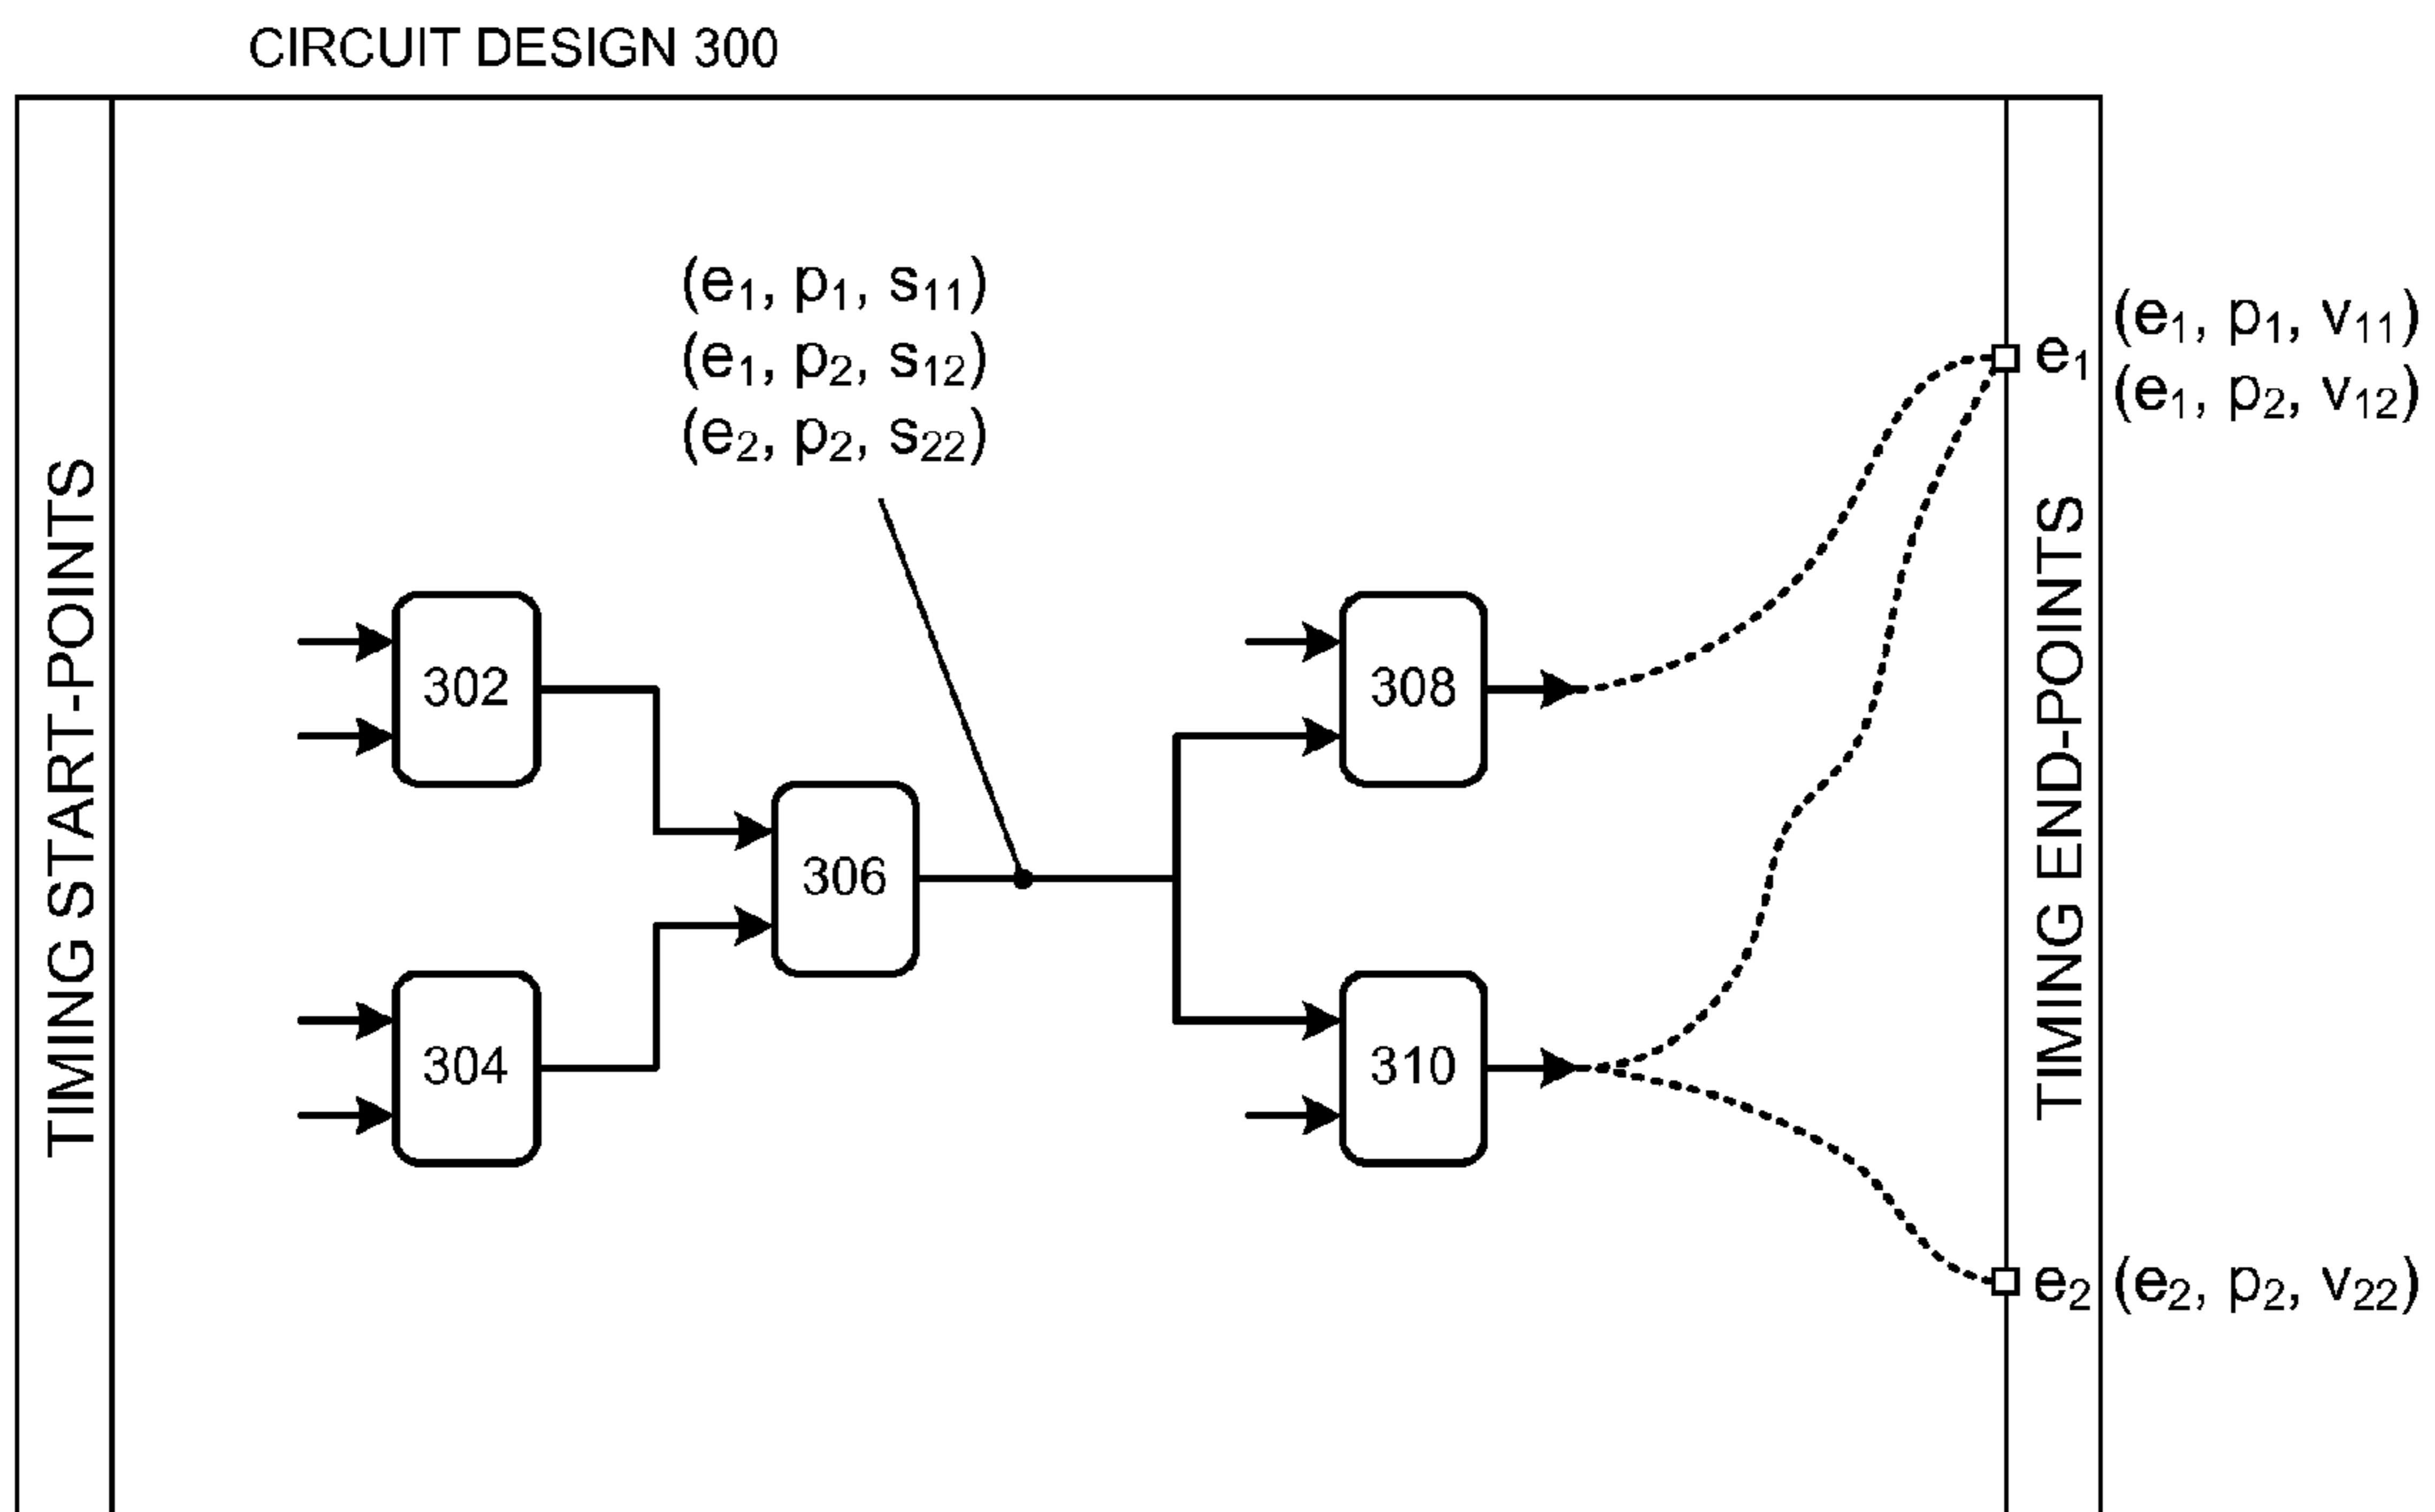 CIRCUIT DESIGN 300
TIMING START-POINTS
(e₁, p₁, s₁₁)
(e₁, p₂, s₁₂)
(e₂, p₂, s₂₂)
302
304
306
308
310
TIMING END-POINTS
e₁
(e₁, p₁, v₁₁)
(e₁, p₂, v₁₂)
e₂ (e₂, p₂, v₂₂)